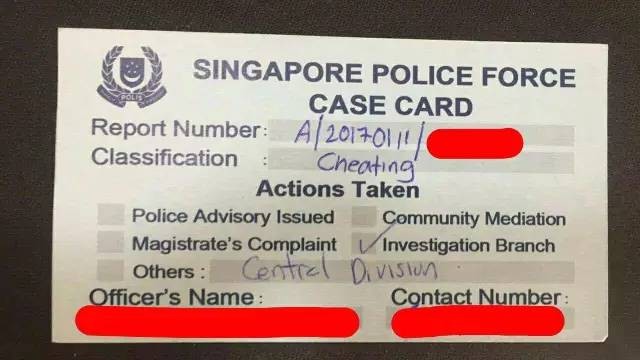 POLIS
SINGAPORE POLICE FORCE
CASE CARD
Report Number: A/20170111/
Classification : Cheating
Actions Taken
Police Advisory Issued Community Mediation
Magistrate's Complaint Investigation Branch
Others : Central Division
Officer's Name: Contact Number: